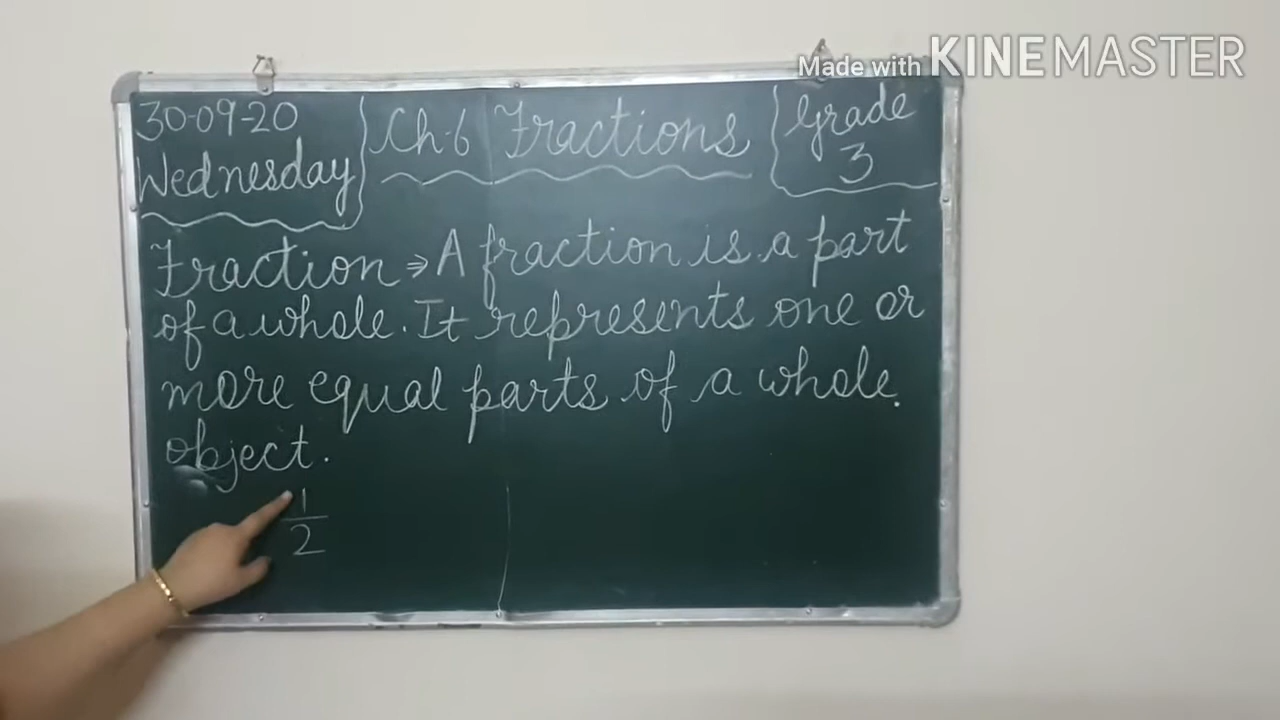 Made with KINEMASTER
30-09-20
Wednesday
Ch-6 Fractions
Grade
3
Fraction ⇒ A fraction is a part
of a whole. It represents one or
more equal parts of a whole.
object.
1
2